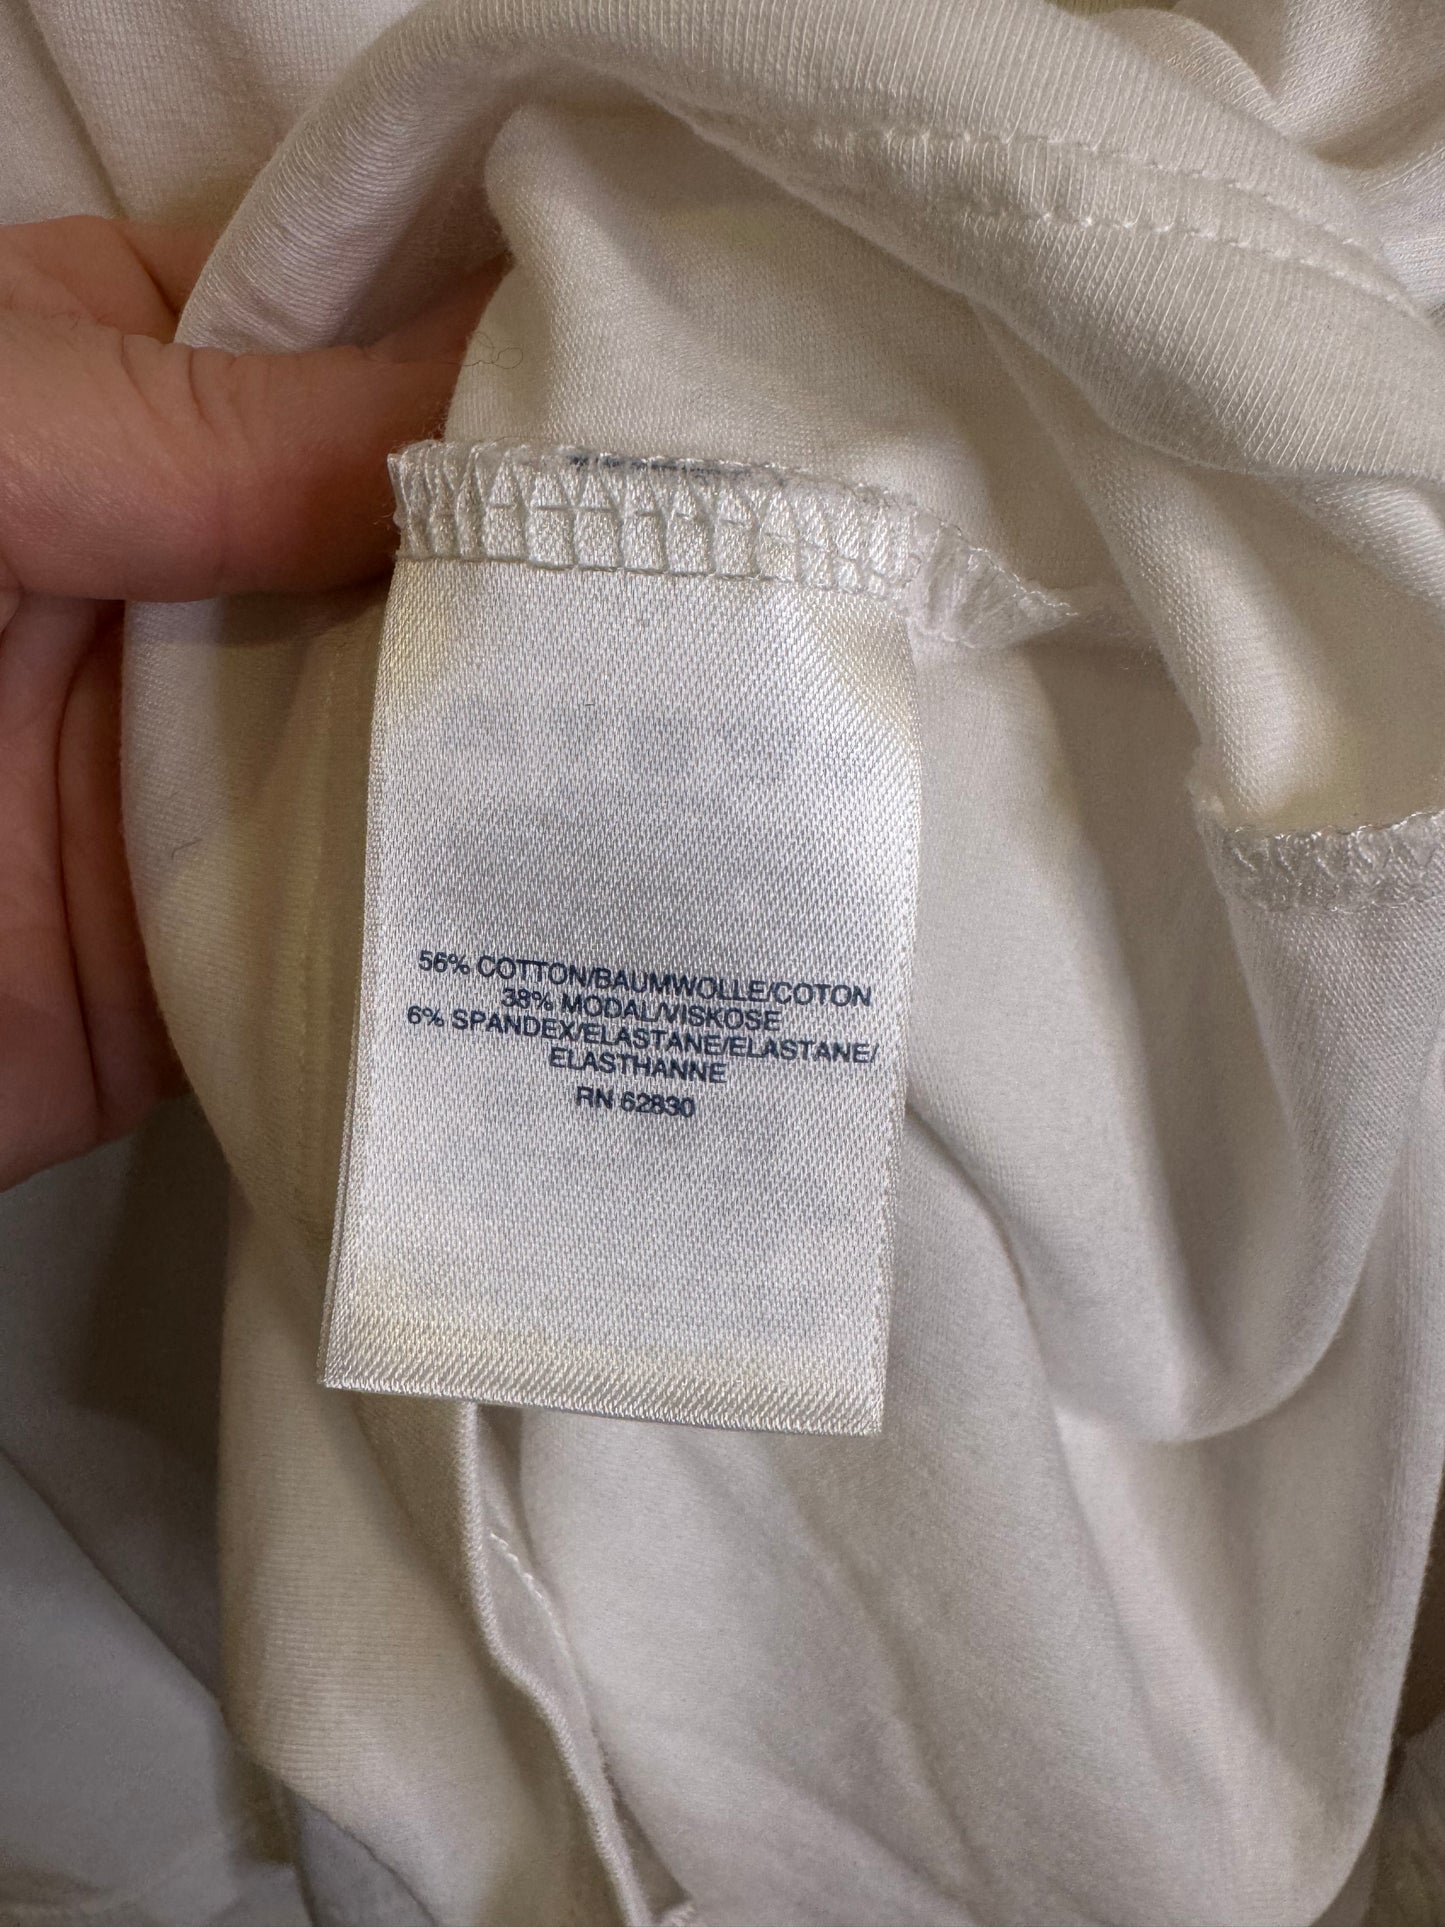 56% COTTON/BAUMWOLLE/COTON
38% MODAL/VISKOSE
6% SPANDEX/ELASTANE/ELASTANE/
ELASTHANNE
RN 62830